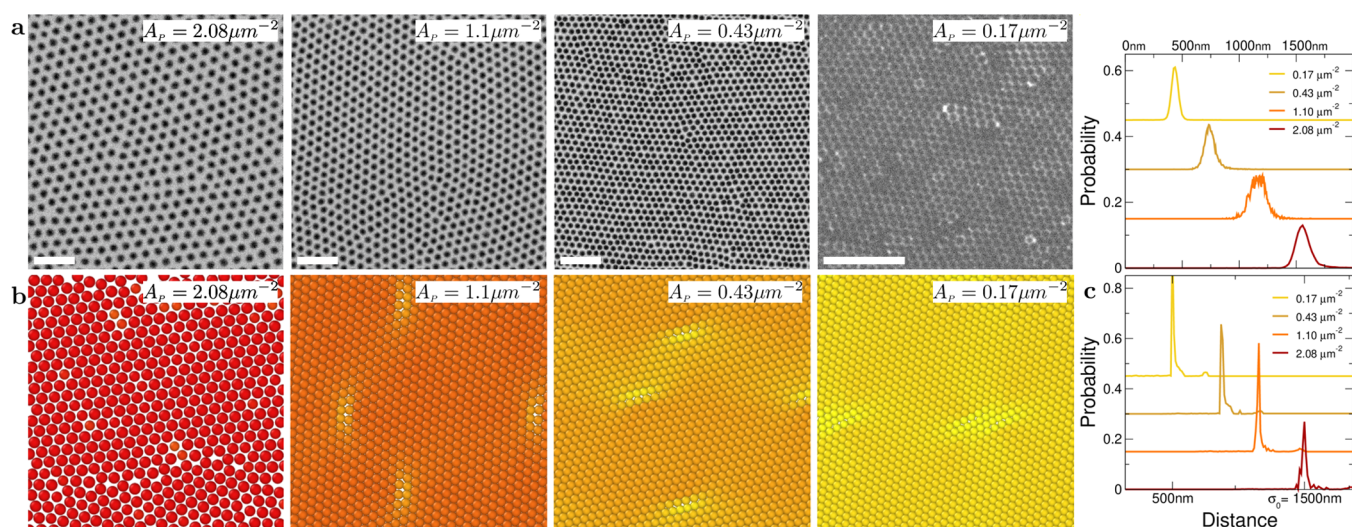 a
A_P = 2.08μm⁻²
A_P = 1.1μm⁻²
A_P = 0.43μm⁻²
A_P = 0.17μm⁻²
0nm 500nm 1000nm 1500nm
0.6
0.4
0.2
0
Probability
0.17 μm⁻²
0.43 μm⁻²
1.10 μm⁻²
2.08 μm⁻²
b
A_P = 2.08μm⁻²
A_P = 1.1μm⁻²
A_P = 0.43μm⁻²
A_P = 0.17μm⁻²
c
0.8
0.6
0.4
0.2
0
Probability
0.17 μm⁻²
0.43 μm⁻²
1.10 μm⁻²
2.08 μm⁻²
500nm σ₀= 1500nm
Distance